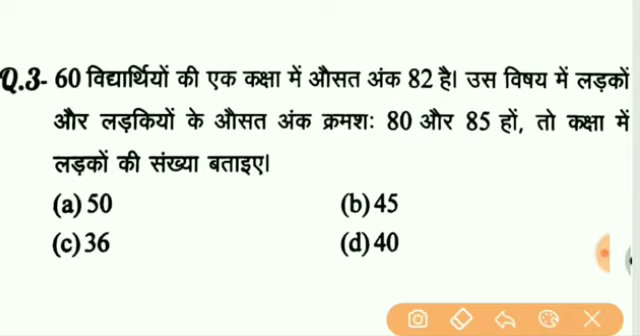 Q.3- 60 विद्यार्थियों की एक कक्षा में औसत अंक 82 है। उस विषय में लड़कों
और लड़कियों के औसत अंक क्रमशः 80 और 85 हों, तो कक्षा में
लड़कों की संख्या बताइए।
(a) 50 (b) 45
(c) 36 (d) 40